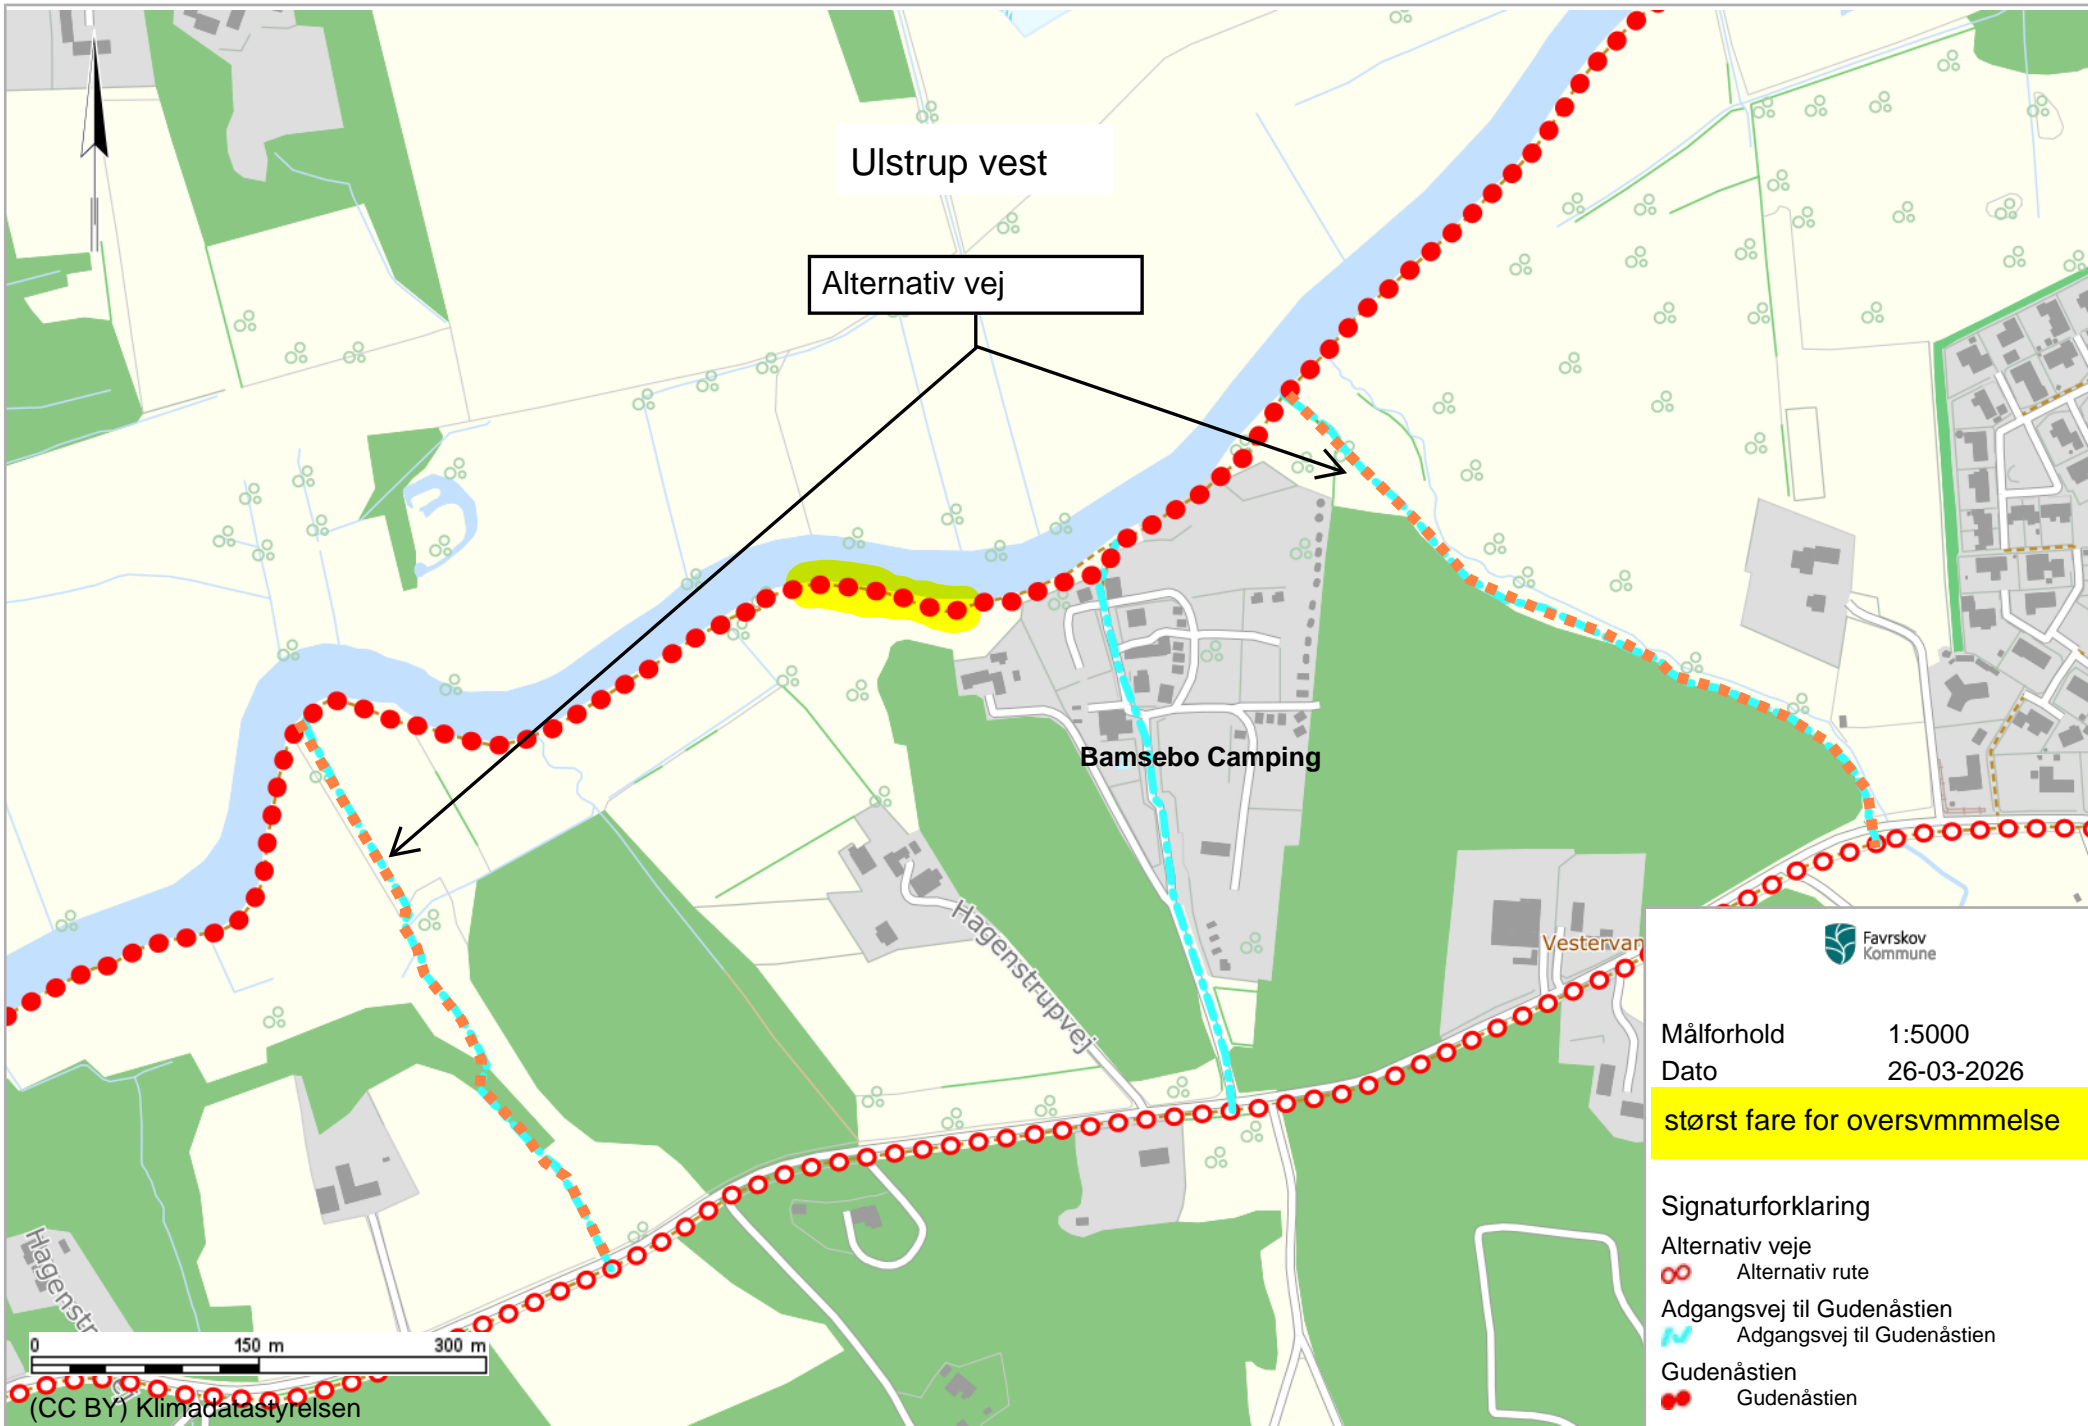 Ulstrup vest
Alternativ vej
Bamsebo Camping
Hagenstrupvej
Vestervan
Favrskov
Kommune
Målforhold 1:5000
Dato 26-03-2026
størst fare for oversvmmmelse
Signaturforklaring
Alternativ veje
Alternativ rute
Adgangsvej til Gudenåstien
Adgangsvej til Gudenåstien
Gudenåstien
Gudenåstien
Hagenstr
0 150 m 300 m
(CC BY) Klimadatastyrelsen